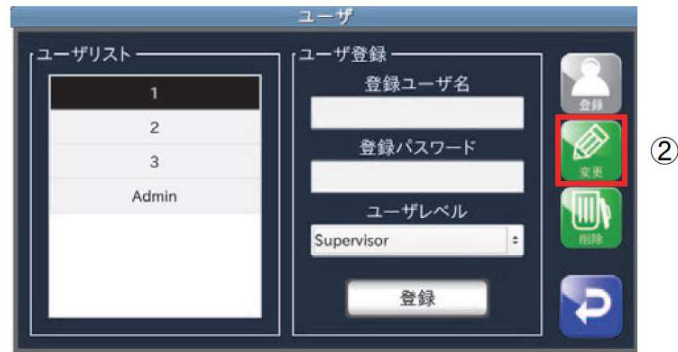 ユーザ
ユーザリスト
1
2
3
Admin
ユーザ登録
登録ユーザ名
登録パスワード
ユーザレベル
Supervisor
登録
登録
変更
削除
②